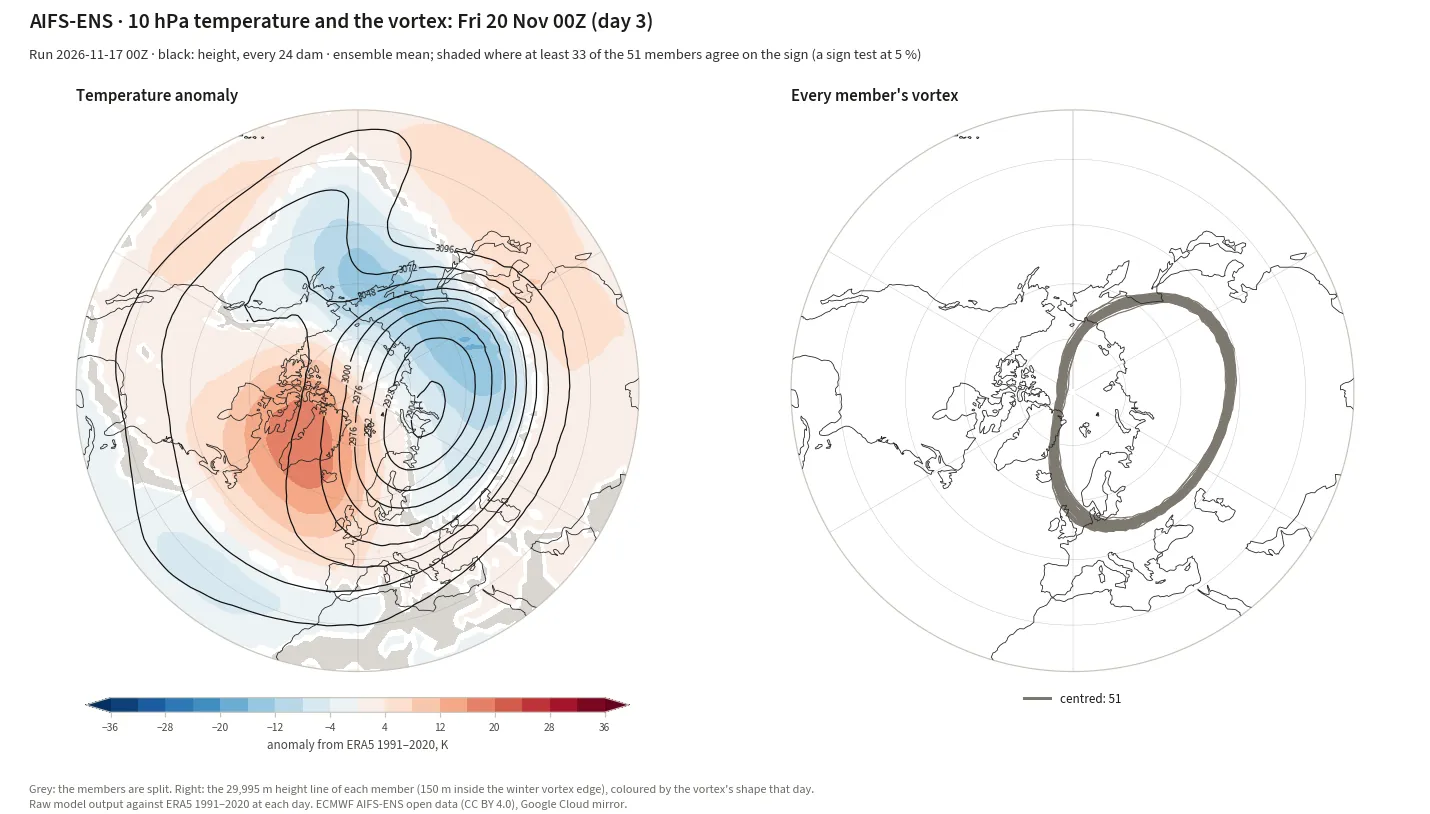 AIFS-ENS · 10 hPa temperature and the vortex: Fri 20 Nov 00Z (day 3)
Run 2026-11-17 00Z · black: height, every 24 dam · ensemble mean; shaded where at least 33 of the 51 members agree on the sign (a sign test at 5 %)
Temperature anomaly
Every member's vortex
3096
3072
3048
3000
2976
2976
centred: 51
−36 −28 −20 −12 −4 4 12 20 28 36
anomaly from ERA5 1991–2020, K
Grey: the members are split. Right: the 29,995 m height line of each member (150 m inside the winter vortex edge), coloured by the vortex's shape that day.
Raw model output against ERA5 1991–2020 at each day. ECMWF AIFS-ENS open data (CC BY 4.0), Google Cloud mirror.